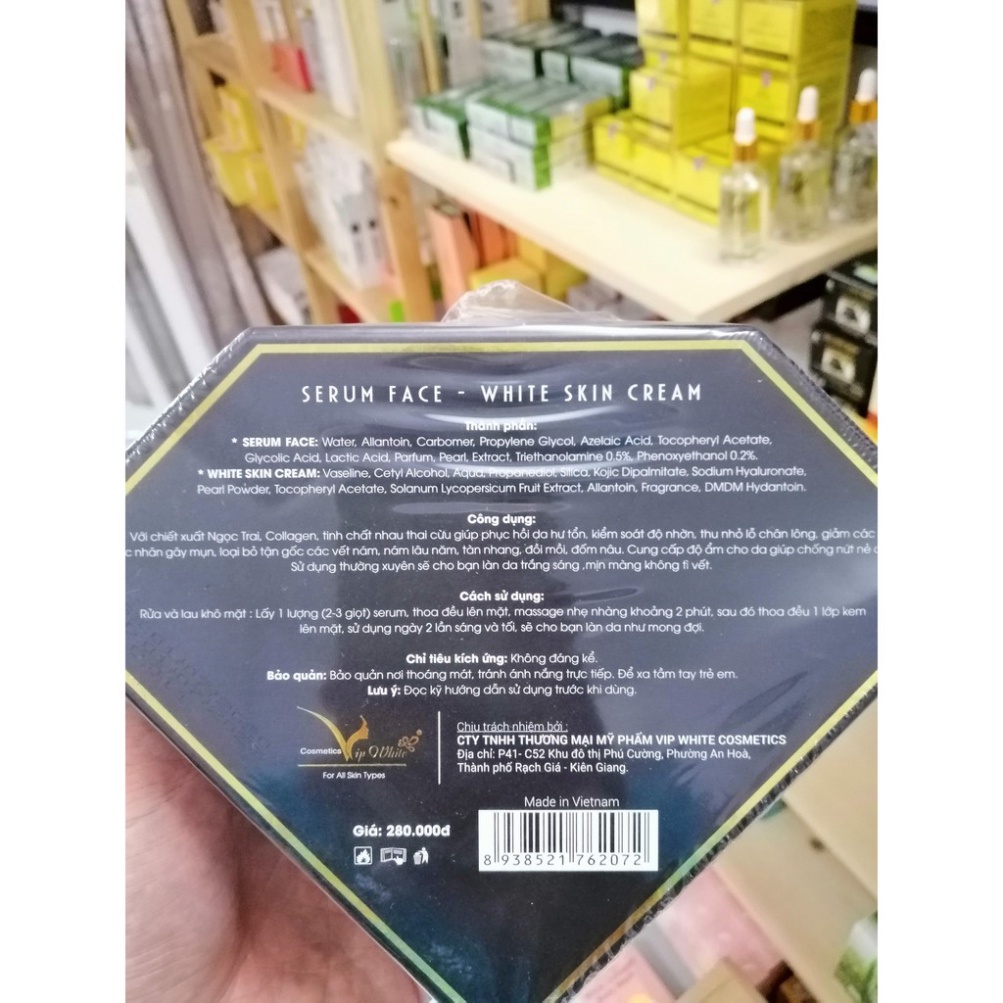 SERUM FACE - WHITE SKIN CREAM
Thành phần:
* SERUM FACE: Water, Allantoin, Carbomer, Propylene Glycol, Azelaic Acid, Tocopheryl Acetate,
Glycolic Acid, Lactic Acid, Parfum, Pearl, Extract, Triethanolamine 0.5%, Phenoxyethanol 0.2%.
* WHITE SKIN CREAM: Vaseline, Cetyl Alcohol, Aqua, Propanediol, Silica, Kojic Dipalmitate, Sodium Hyaluronate,
Pearl Powder, Tocopheryl Acetate, Solanum Lycopersicum Fruit Extract, Allantoin, Fragrance, DMDM Hydantoin.
Công dụng:
Với chiết xuất Ngọc Trai, Collagen, tinh chất nhau thai cừu giúp phục hồi da hư tổn, kiểm soát độ nhờn, thu nhỏ lỗ chân lông, giảm các
nhân gây mụn, loại bỏ tận gốc các vết nám, nám lâu năm, tàn nhang, đồi mồi, đốm nâu. Cung cấp độ ẩm cho da giúp chống nứt nẻ
Sử dụng thường xuyên sẽ cho bạn làn da trắng sáng ,mịn màng không tì vết.
Cách sử dụng:
Rửa và lau khô mặt : Lấy 1 lượng (2-3 giọt) serum, thoa đều lên mặt, massage nhẹ nhàng khoảng 2 phút, sau đó thoa đều 1 lớp kem
lên mặt, sử dụng ngày 2 lần sáng và tối, sẽ cho bạn làn da như mong đợi.
Chỉ tiêu kích ứng: Không đáng kể.
Bảo quản: Bảo quản nơi thoáng mát, tránh ánh nắng trực tiếp. Để xa tầm tay trẻ em.
Lưu ý: Đọc kỹ hướng dẫn sử dụng trước khi dùng.
Cosmetics Vip White
For All Skin Types
Chịu trách nhiệm bởi :
CTY TNHH THƯƠNG MẠI MỸ PHẨM VIP WHITE COSMETICS
Địa chỉ: P41- C52 Khu đô thị Phú Cường, Phường An Hoà,
Thành phố Rạch Giá - Kiên Giang.
Made in Vietnam
Giá: 280.000đ
8 938521 762072